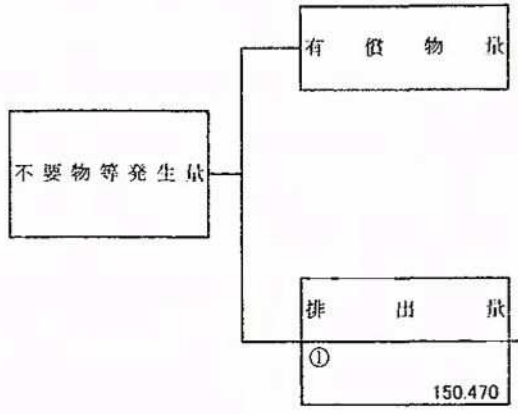 有償物量
不要物等発生量
排出量
①
150.470